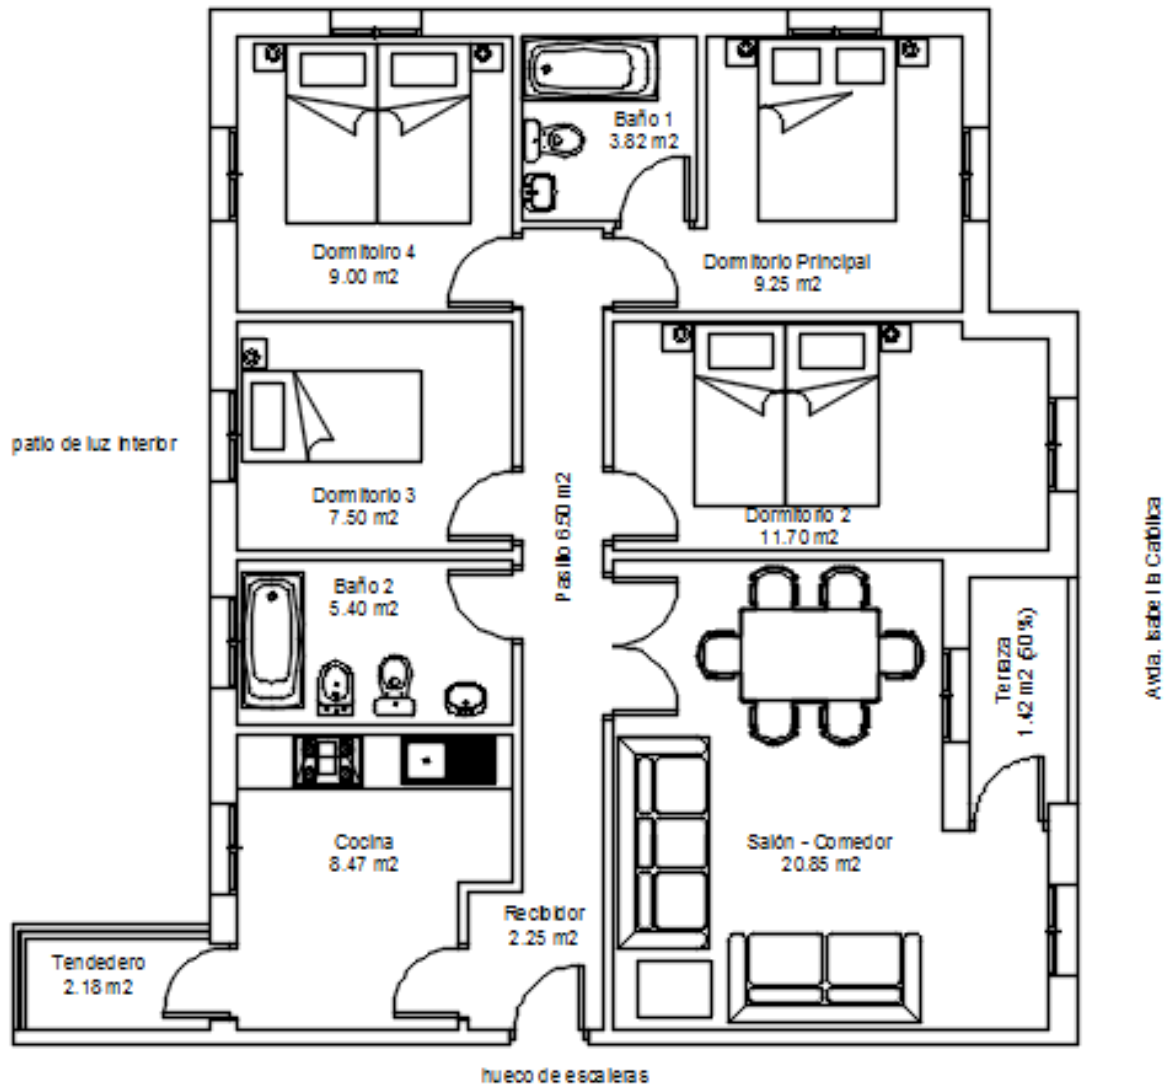 Baño 1
3.82 m2
Dormitoiro 4
9.00 m2
Dormitorio Principal
9.25 m2
patio de luz interior
Dormitorio 3
7.50 m2
Pasillo 6.50 m2
Dormitorio 2
11.70 m2
Avda. Isabel la Católica
Baño 2
5.40 m2
Terraza
1.42 m2 (50%)
Cocina
8.47 m2
Salón - Comedor
20.85 m2
Recibidor
2.25 m2
Tendedero
2.18 m2
hueco de escaleras